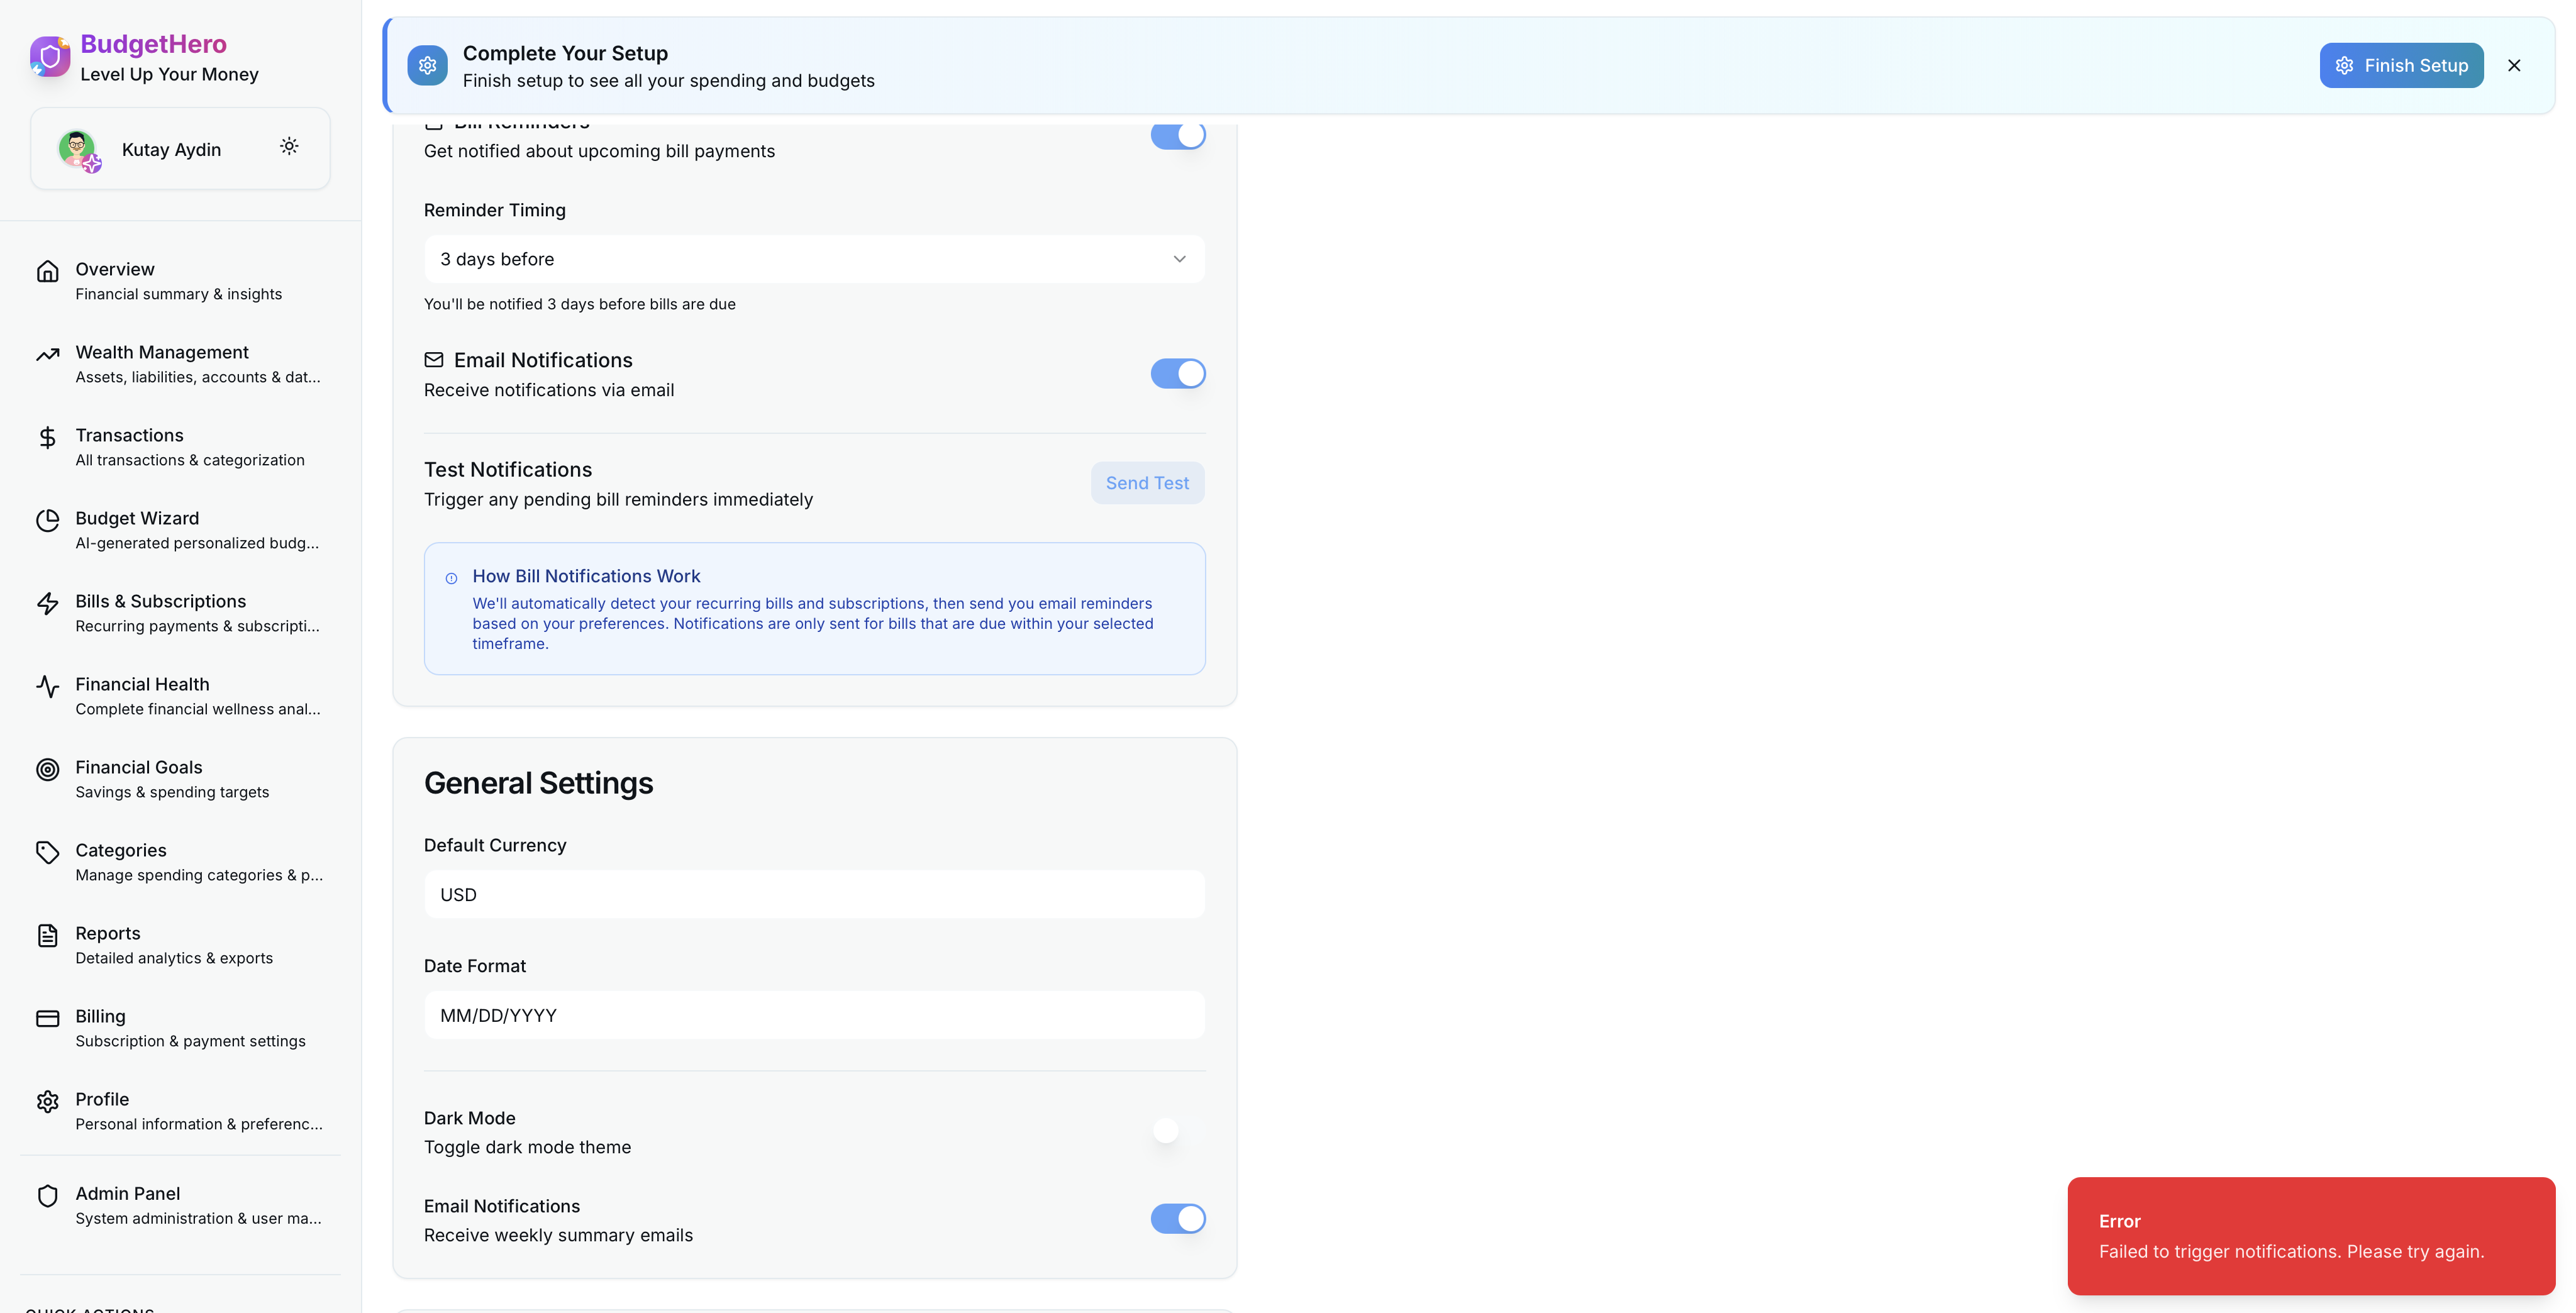 BudgetHero
Level Up Your Money
Kutay Aydin
Overview
Financial summary & insights
Wealth Management
Assets, liabilities, accounts & dat...
Transactions
All transactions & categorization
Budget Wizard
AI-generated personalized budg...
Bills & Subscriptions
Recurring payments & subscripti...
Financial Health
Complete financial wellness anal...
Financial Goals
Savings & spending targets
Categories
Manage spending categories & p...
Reports
Detailed analytics & exports
Billing
Subscription & payment settings
Profile
Personal information & preferenc...
Admin Panel
System administration & user ma...
QUICK ACTIONS
Complete Your Setup
Finish setup to see all your spending and budgets
Finish Setup
Bill Reminders
Get notified about upcoming bill payments
Reminder Timing
3 days before
You'll be notified 3 days before bills are due
Email Notifications
Receive notifications via email
Test Notifications
Trigger any pending bill reminders immediately
Send Test
How Bill Notifications Work
We'll automatically detect your recurring bills and subscriptions, then send you email reminders
based on your preferences. Notifications are only sent for bills that are due within your selected
timeframe.
General Settings
Default Currency
USD
Date Format
MM/DD/YYYY
Dark Mode
Toggle dark mode theme
Email Notifications
Receive weekly summary emails
Error
Failed to trigger notifications. Please try again.